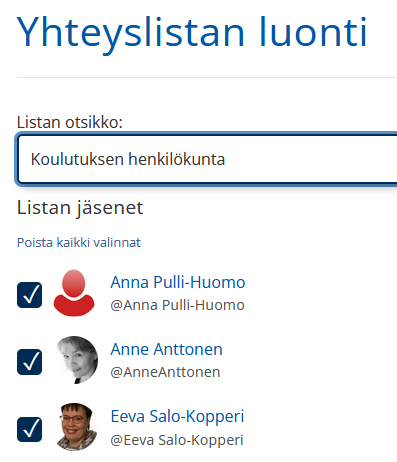 Yhteyslistan luonti
Listan otsikko:
Koulutuksen henkilökunta
Listan jäsenet
Poista kaikki valinnat
Anna Pulli-Huomo
@Anna Pulli-Huomo
Anne Anttonen
@AnneAnttonen
Eeva Salo-Kopperi
@Eeva Salo-Kopperi